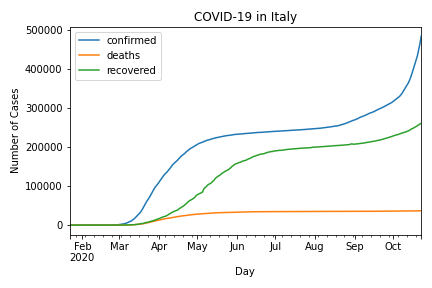 COVID-19 in Italy
confirmed
deaths
recovered
Number of Cases
500000
400000
300000
200000
100000
0
Feb Mar Apr May Jun Jul Aug Sep Oct
2020
Day